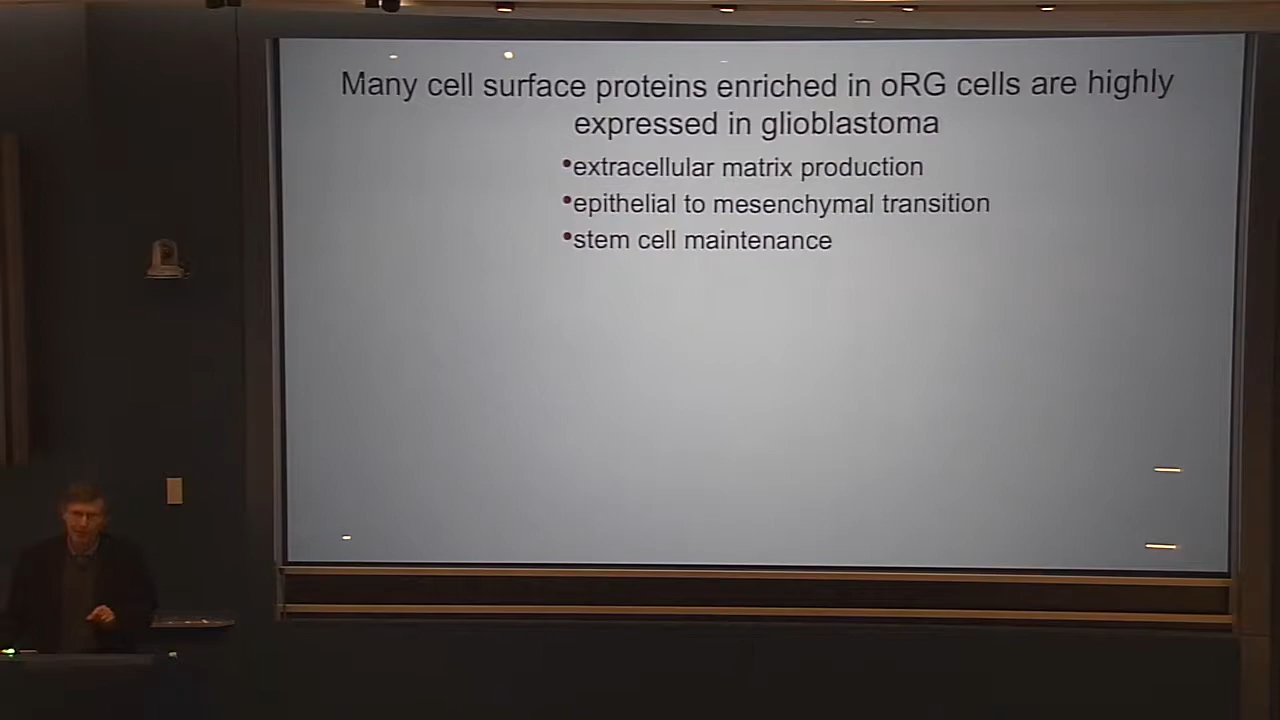 Many cell surface proteins enriched in oRG cells are highly
expressed in glioblastoma
•extracellular matrix production
•epithelial to mesenchymal transition
•stem cell maintenance